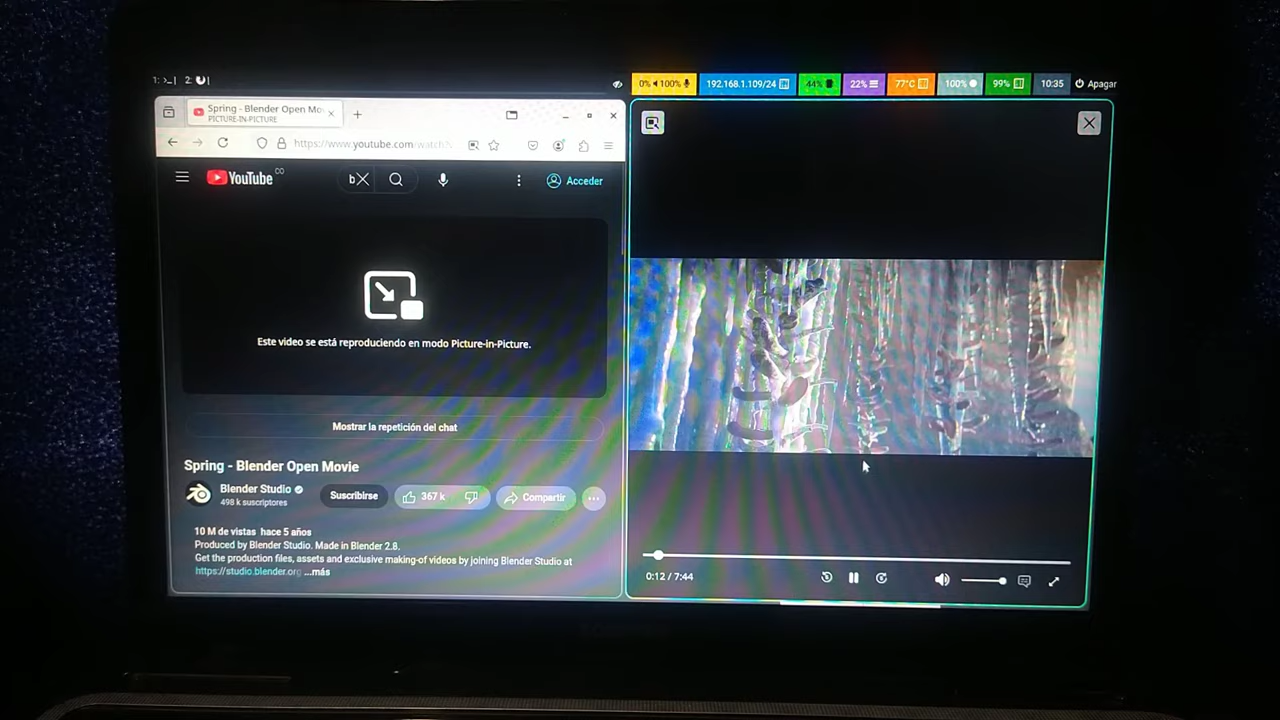 1: >_| 2:
0% 100% 192.168.1.109/24 44% 22% 77°C 100% 99% 10:35 Apagar
Spring - Blender Open Mo
PICTURE-IN-PICTURE
https://www.youtube.com/watch?
YouTube CO
b
Acceder
Este video se está reproduciendo en modo Picture-in-Picture.
Mostrar la repetición del chat
Spring - Blender Open Movie
Blender Studio
498 k suscriptores
Suscribirse
367 k
Compartir
10 M de vistas hace 5 años
Produced by Blender Studio. Made in Blender 2.8.
Get the production files, assets and exclusive making-of videos by joining Blender Studio at
https://studio.blender.org ...más
0:12 / 7:44